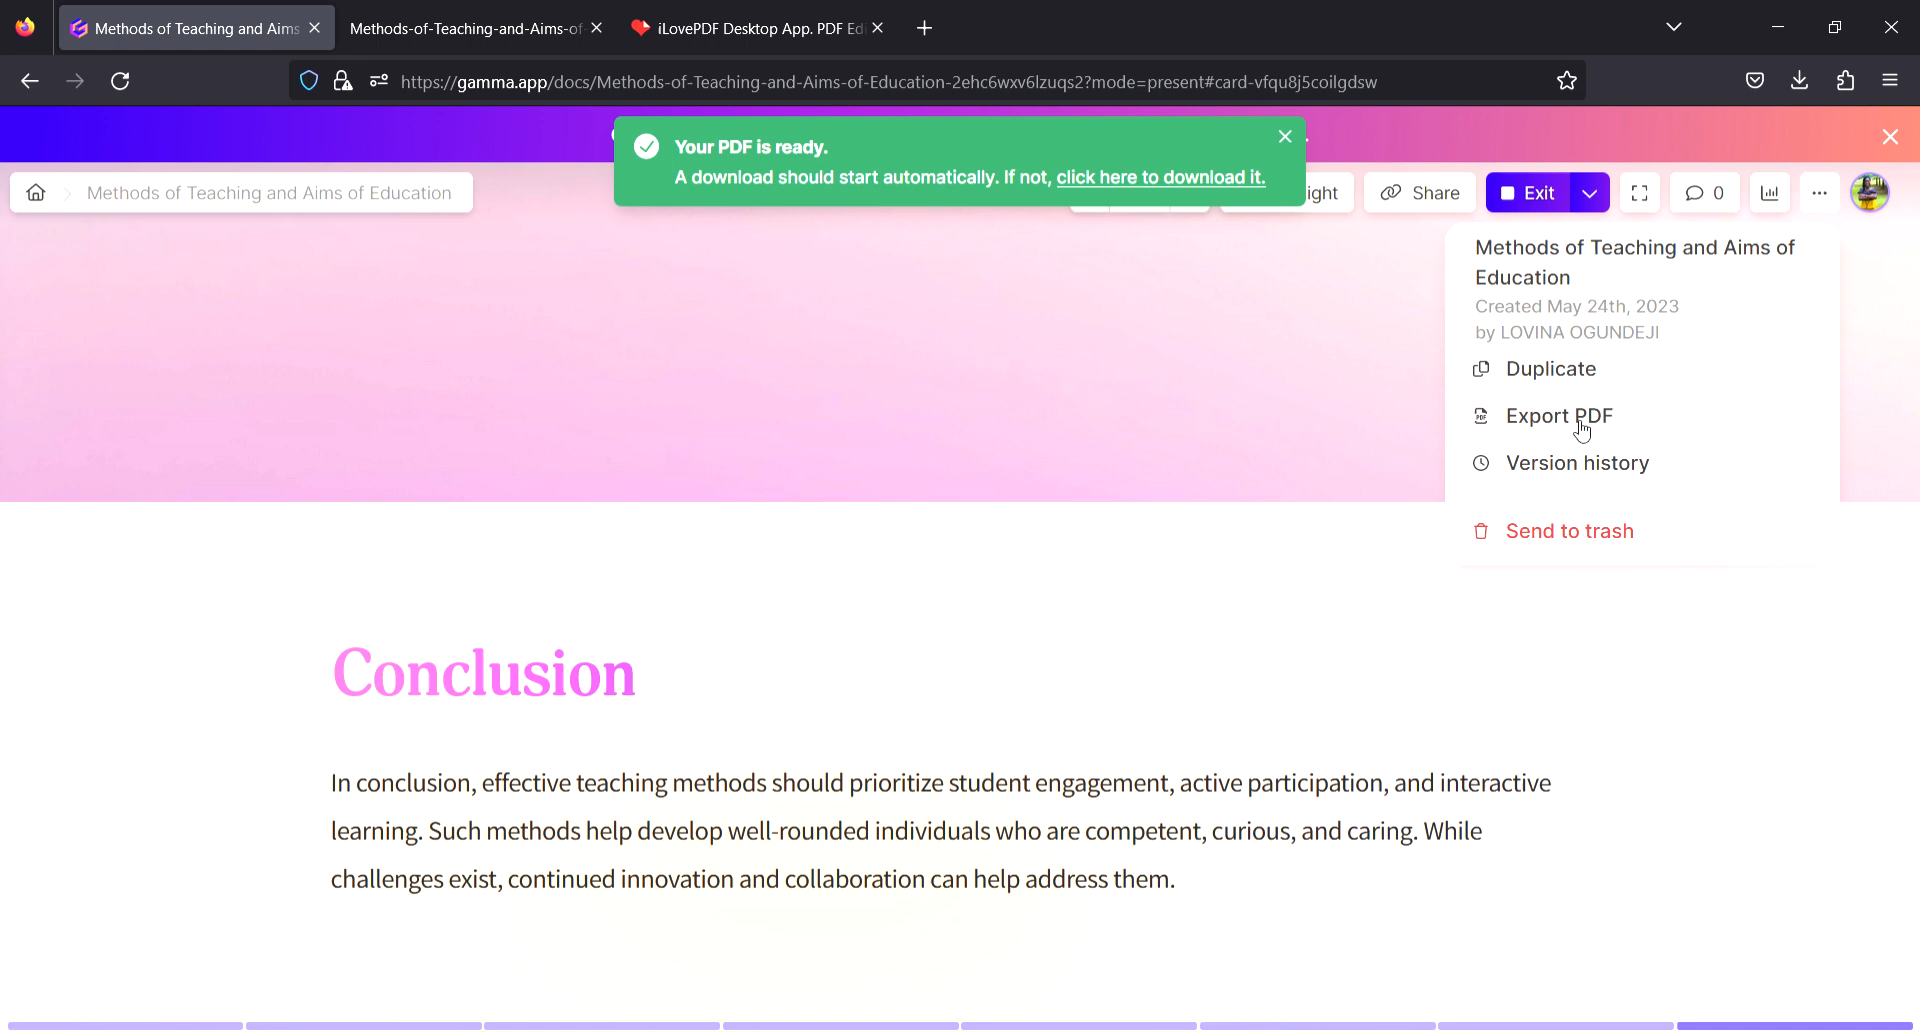 Methods of Teaching and Aims
Methods-of-Teaching-and-Aims-of-
iLovePDF Desktop App. PDF Edi
https://gamma.app/docs/Methods-of-Teaching-and-Aims-of-Education-2ehc6wxv6lzuqs2?mode=present#card-vfqu8j5coilgdsw
Your PDF is ready.
A download should start automatically. If not, click here to download it.
Methods of Teaching and Aims of Education
ight
Share
Exit
0
Methods of Teaching and Aims of
Education
Created May 24th, 2023
by LOVINA OGUNDEJI
Duplicate
PDF Export PDF
Version history
Send to trash
Conclusion
In conclusion, effective teaching methods should prioritize student engagement, active participation, and interactive
learning. Such methods help develop well-rounded individuals who are competent, curious, and caring. While
challenges exist, continued innovation and collaboration can help address them.